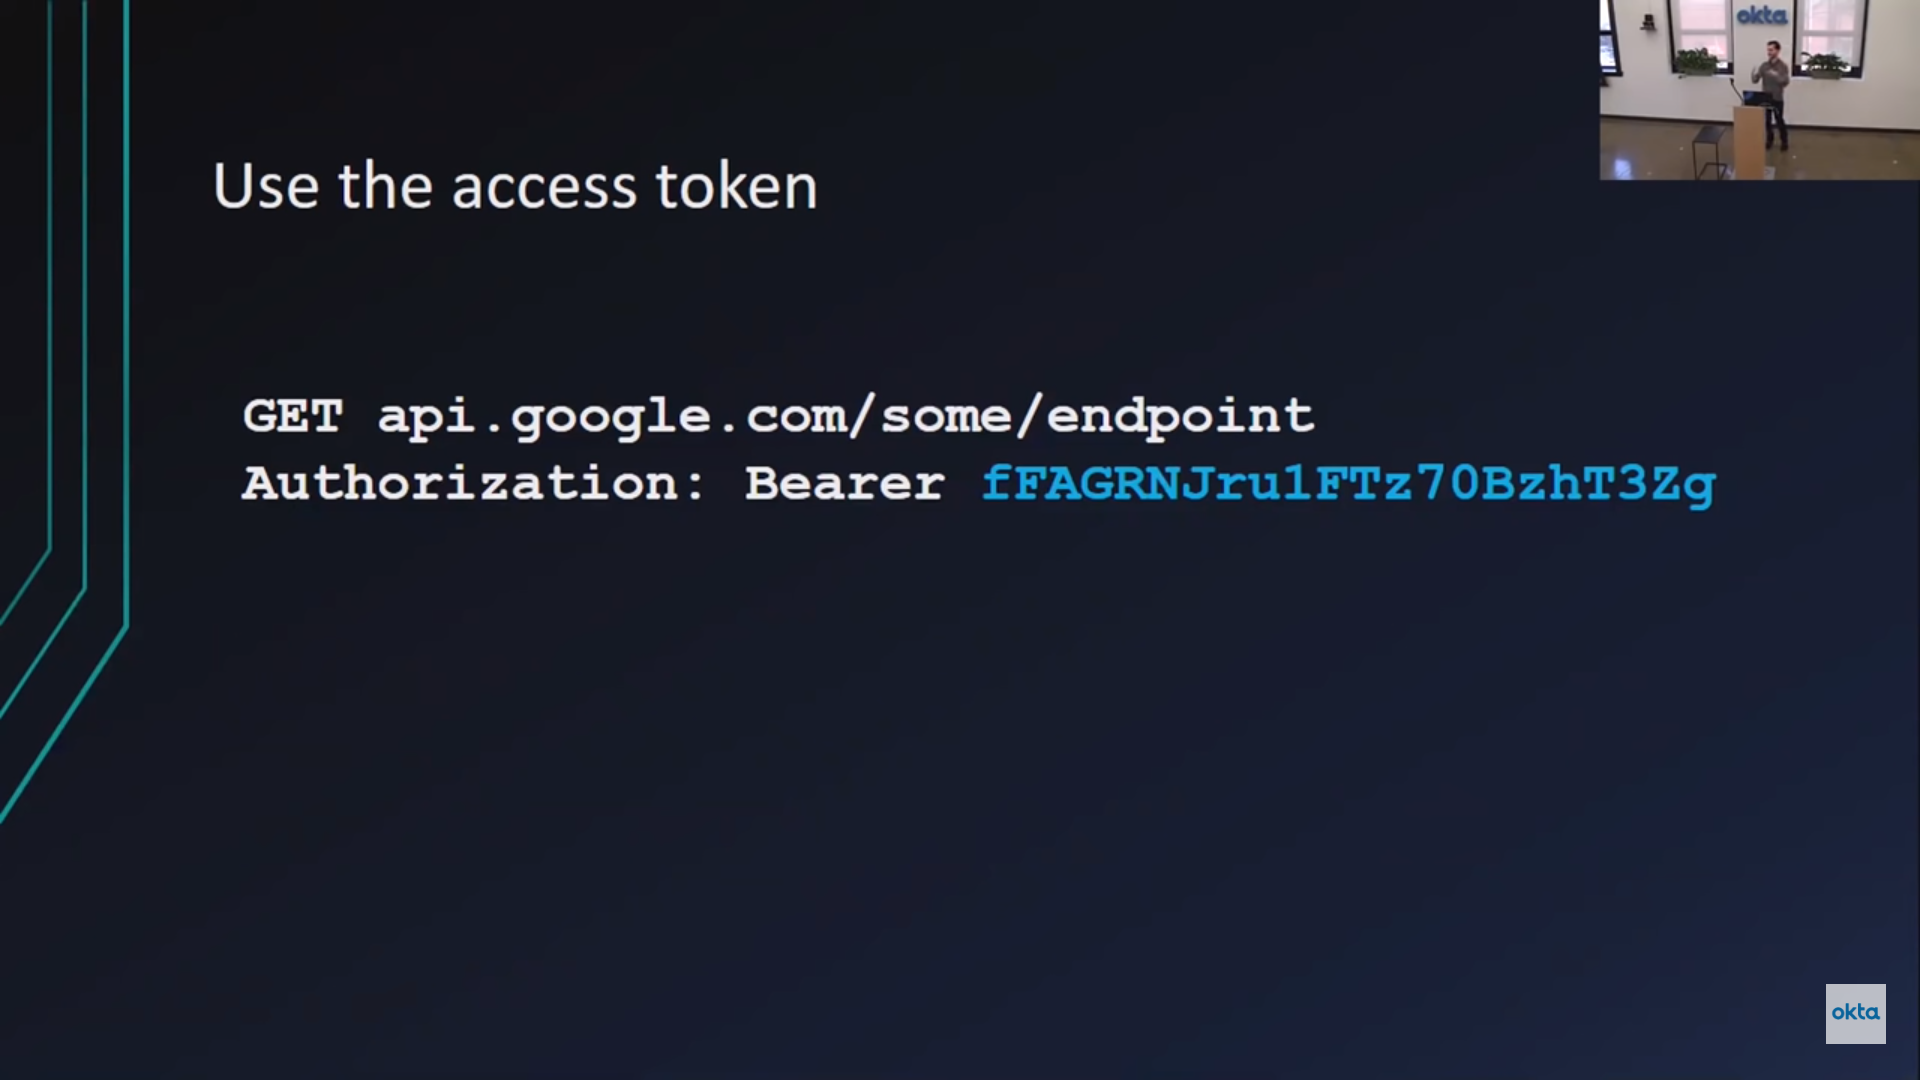 okta
Use the access token
GET api.google.com/some/endpoint
Authorization: Bearer fFAGRNJru1FTz70BzhT3Zg
okta